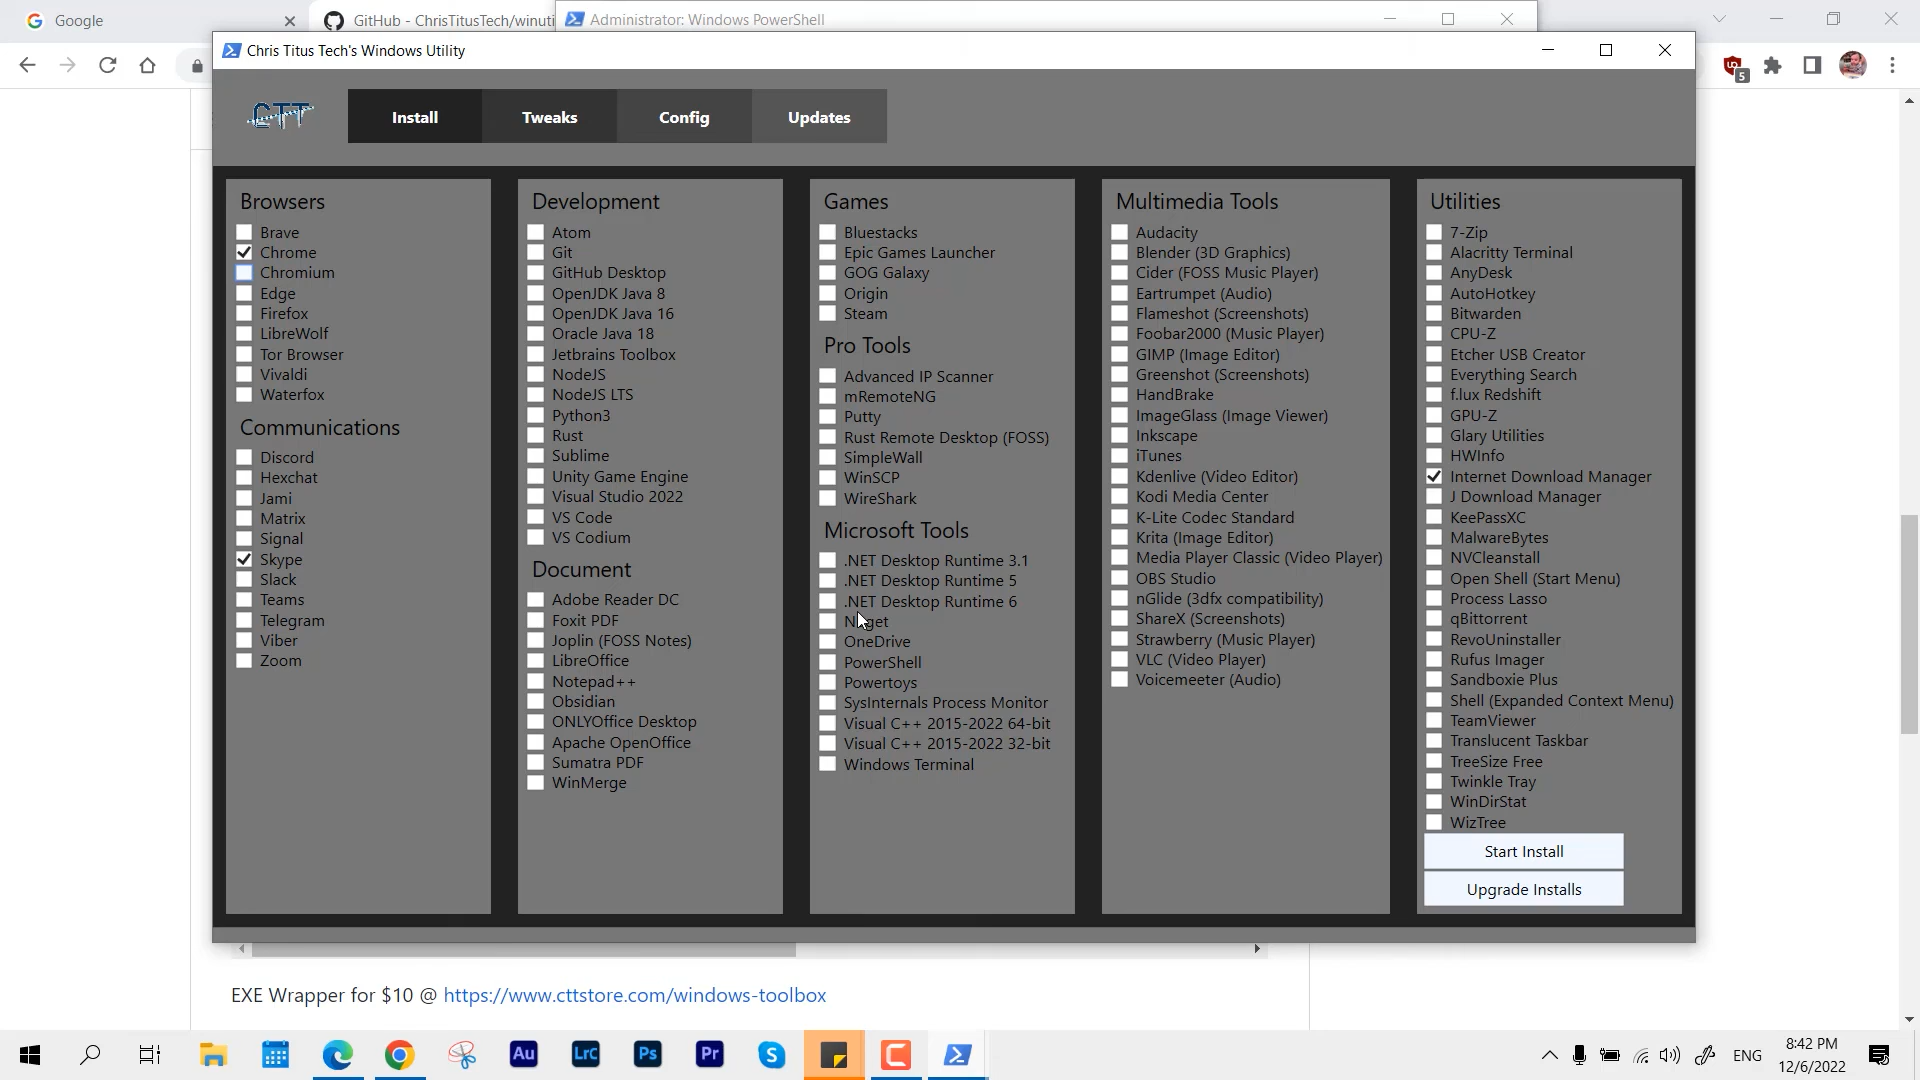 Google
GitHub - ChrisTitusTech/winuti
Administrator: Windows PowerShell
Chris Titus Tech's Windows Utility
5
CTT
Install
Tweaks
Config
Updates
Browsers
Brave
Chrome
Chromium
Edge
Firefox
LibreWolf
Tor Browser
Vivaldi
Waterfox
Communications
Discord
Hexchat
Jami
Matrix
Signal
Skype
Slack
Teams
Telegram
Viber
Zoom
Development
Atom
Git
GitHub Desktop
OpenJDK Java 8
OpenJDK Java 16
Oracle Java 18
Jetbrains Toolbox
NodeJS
NodeJS LTS
Python3
Rust
Sublime
Unity Game Engine
Visual Studio 2022
VS Code
VS Codium
Document
Adobe Reader DC
Foxit PDF
Joplin (FOSS Notes)
LibreOffice
Notepad++
Obsidian
ONLYOffice Desktop
Apache OpenOffice
Sumatra PDF
WinMerge
Games
Bluestacks
Epic Games Launcher
GOG Galaxy
Origin
Steam
Pro Tools
Advanced IP Scanner
mRemoteNG
Putty
Rust Remote Desktop (FOSS)
SimpleWall
WinSCP
WireShark
Microsoft Tools
.NET Desktop Runtime 3.1
.NET Desktop Runtime 5
.NET Desktop Runtime 6
Nuget
OneDrive
PowerShell
Powertoys
SysInternals Process Monitor
Visual C++ 2015-2022 64-bit
Visual C++ 2015-2022 32-bit
Windows Terminal
Multimedia Tools
Audacity
Blender (3D Graphics)
Cider (FOSS Music Player)
Eartrumpet (Audio)
Flameshot (Screenshots)
Foobar2000 (Music Player)
GIMP (Image Editor)
Greenshot (Screenshots)
HandBrake
ImageGlass (Image Viewer)
Inkscape
iTunes
Kdenlive (Video Editor)
Kodi Media Center
K-Lite Codec Standard
Krita (Image Editor)
Media Player Classic (Video Player)
OBS Studio
nGlide (3dfx compatibility)
ShareX (Screenshots)
Strawberry (Music Player)
VLC (Video Player)
Voicemeeter (Audio)
Utilities
7-Zip
Alacritty Terminal
AnyDesk
AutoHotkey
Bitwarden
CPU-Z
Etcher USB Creator
Everything Search
f.lux Redshift
GPU-Z
Glary Utilities
HWInfo
Internet Download Manager
J Download Manager
KeePassXC
MalwareBytes
NVCleanstall
Open Shell (Start Menu)
Process Lasso
qBittorrent
RevoUninstaller
Rufus Imager
Sandboxie Plus
Shell (Expanded Context Menu)
TeamViewer
Translucent Taskbar
TreeSize Free
Twinkle Tray
WinDirStat
WizTree
Start Install
Upgrade Installs
EXE Wrapper for $10 @ https://www.cttstore.com/windows-toolbox
Au
LrC
Ps
Pr
ENG
8:42 PM
12/6/2022